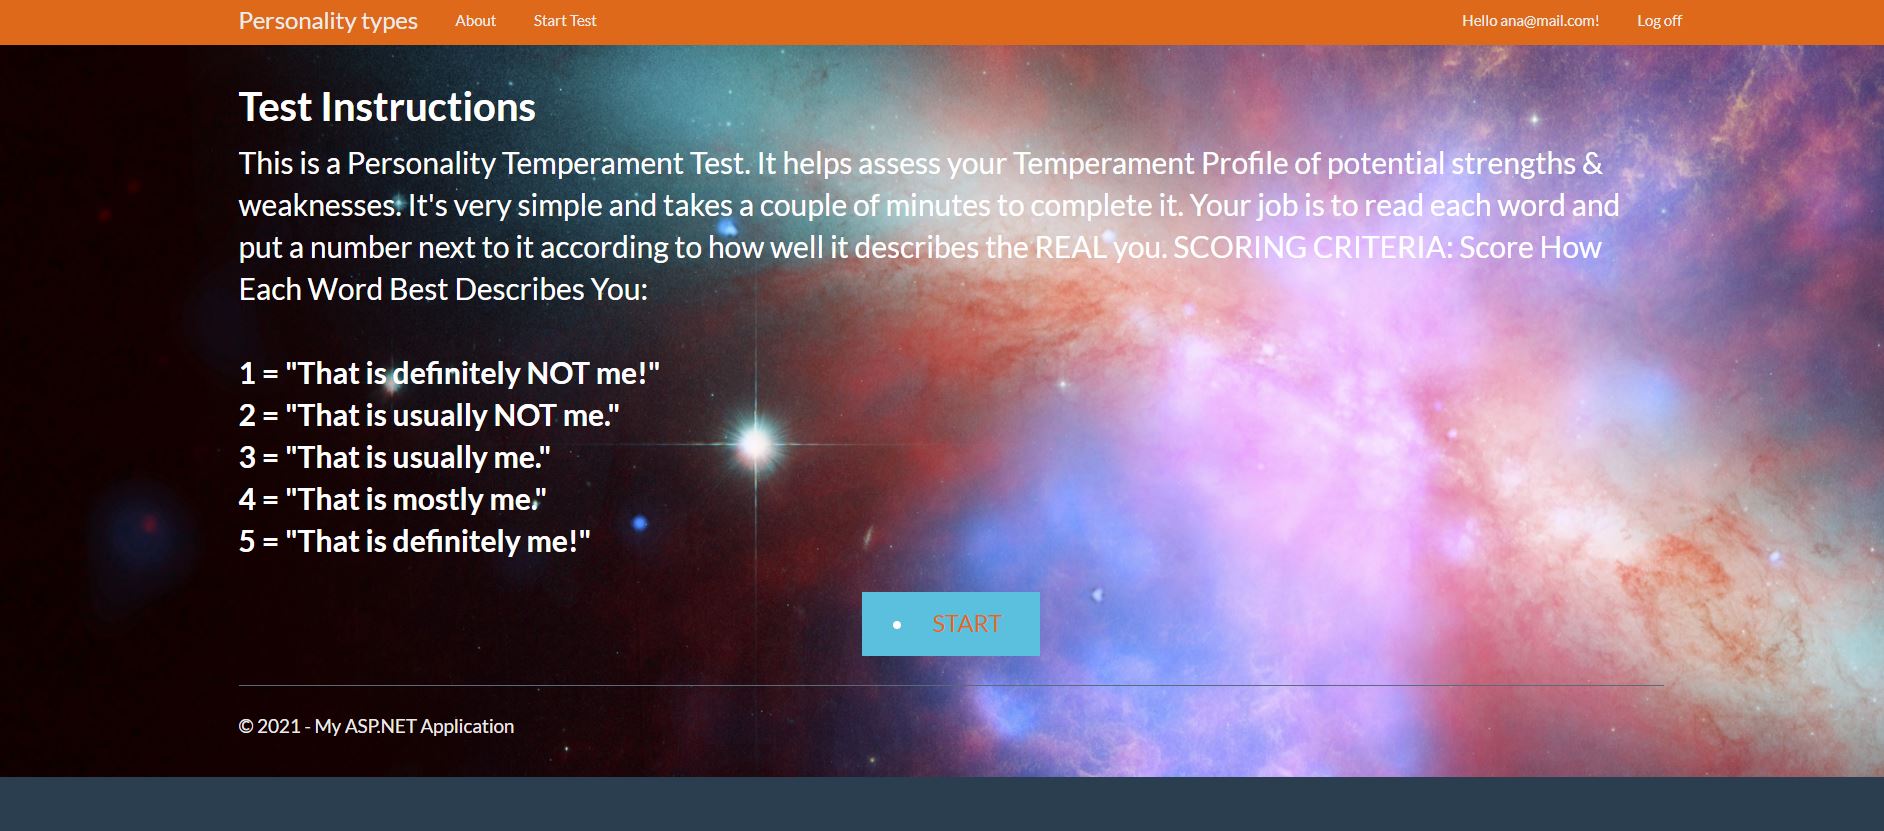 Personality types About Start Test Hello ana@mail.com! Log off
Test Instructions
This is a Personality Temperament Test. It helps assess your Temperament Profile of potential strengths &
weaknesses. It's very simple and takes a couple of minutes to complete it. Your job is to read each word and
put a number next to it according to how well it describes the REAL you. SCORING CRITERIA: Score How
Each Word Best Describes You:
1 = "That is definitely NOT me!"
2 = "That is usually NOT me."
3 = "That is usually me."
4 = "That is mostly me."
5 = "That is definitely me!"
• START
© 2021 - My ASP.NET Application